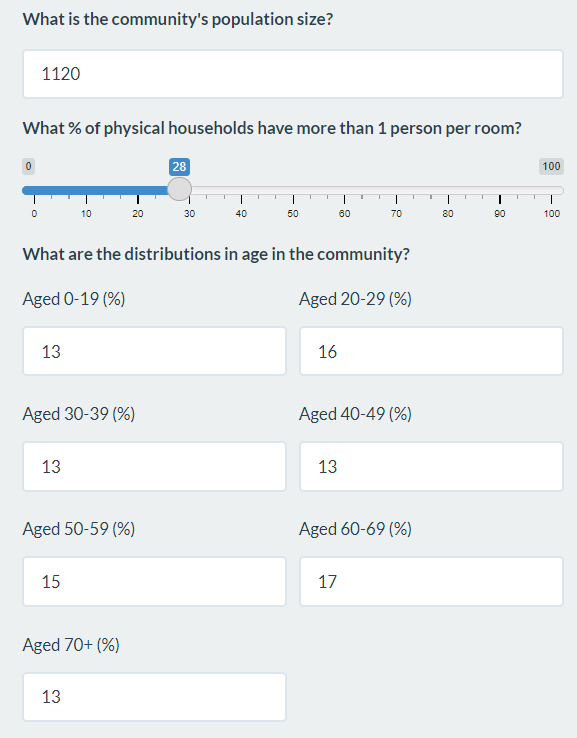 What is the community's population size?
1120
What % of physical households have more than 1 person per room?
0 28 100
0 10 20 30 40 50 60 70 80 90 100
What are the distributions in age in the community?
Aged 0-19 (%) Aged 20-29 (%)
13 16
Aged 30-39 (%) Aged 40-49 (%)
13 13
Aged 50-59 (%) Aged 60-69 (%)
15 17
Aged 70+ (%)
13